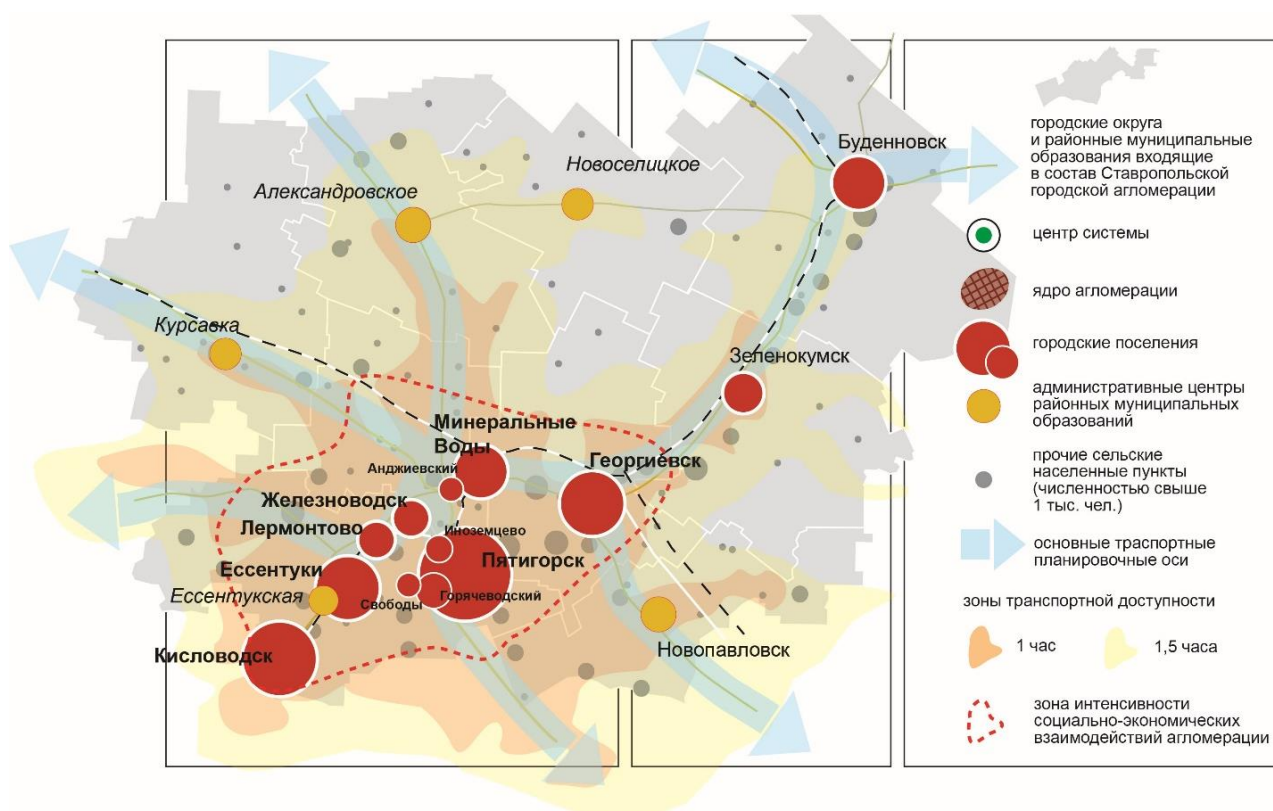 Буденновск
Новоселицкое
Александровское
Курсавка
Зеленокумск
Минеральные
Воды
Анджиевский
Георгиевск
Железноводск
Лермонтово
Иноземцево
Пятигорск
Ессентуки
Ессентукская
Свободы
Горячеводский
Кисловодск
Новопавловск
городские округа
и районные муниципальные
образования входящие
в состав Ставропольской
городской агломерации
центр системы
ядро агломерации
городские поселения
административные центры
районных муниципальных
образований
прочие сельские
населенные пункты
(численностью свыше
1 тыс. чел.)
основные траспортные
планировочные оси
зоны транспортной доступности
1 час
1,5 часа
зона интенсивности
социально-экономических
взаимодействий агломерации